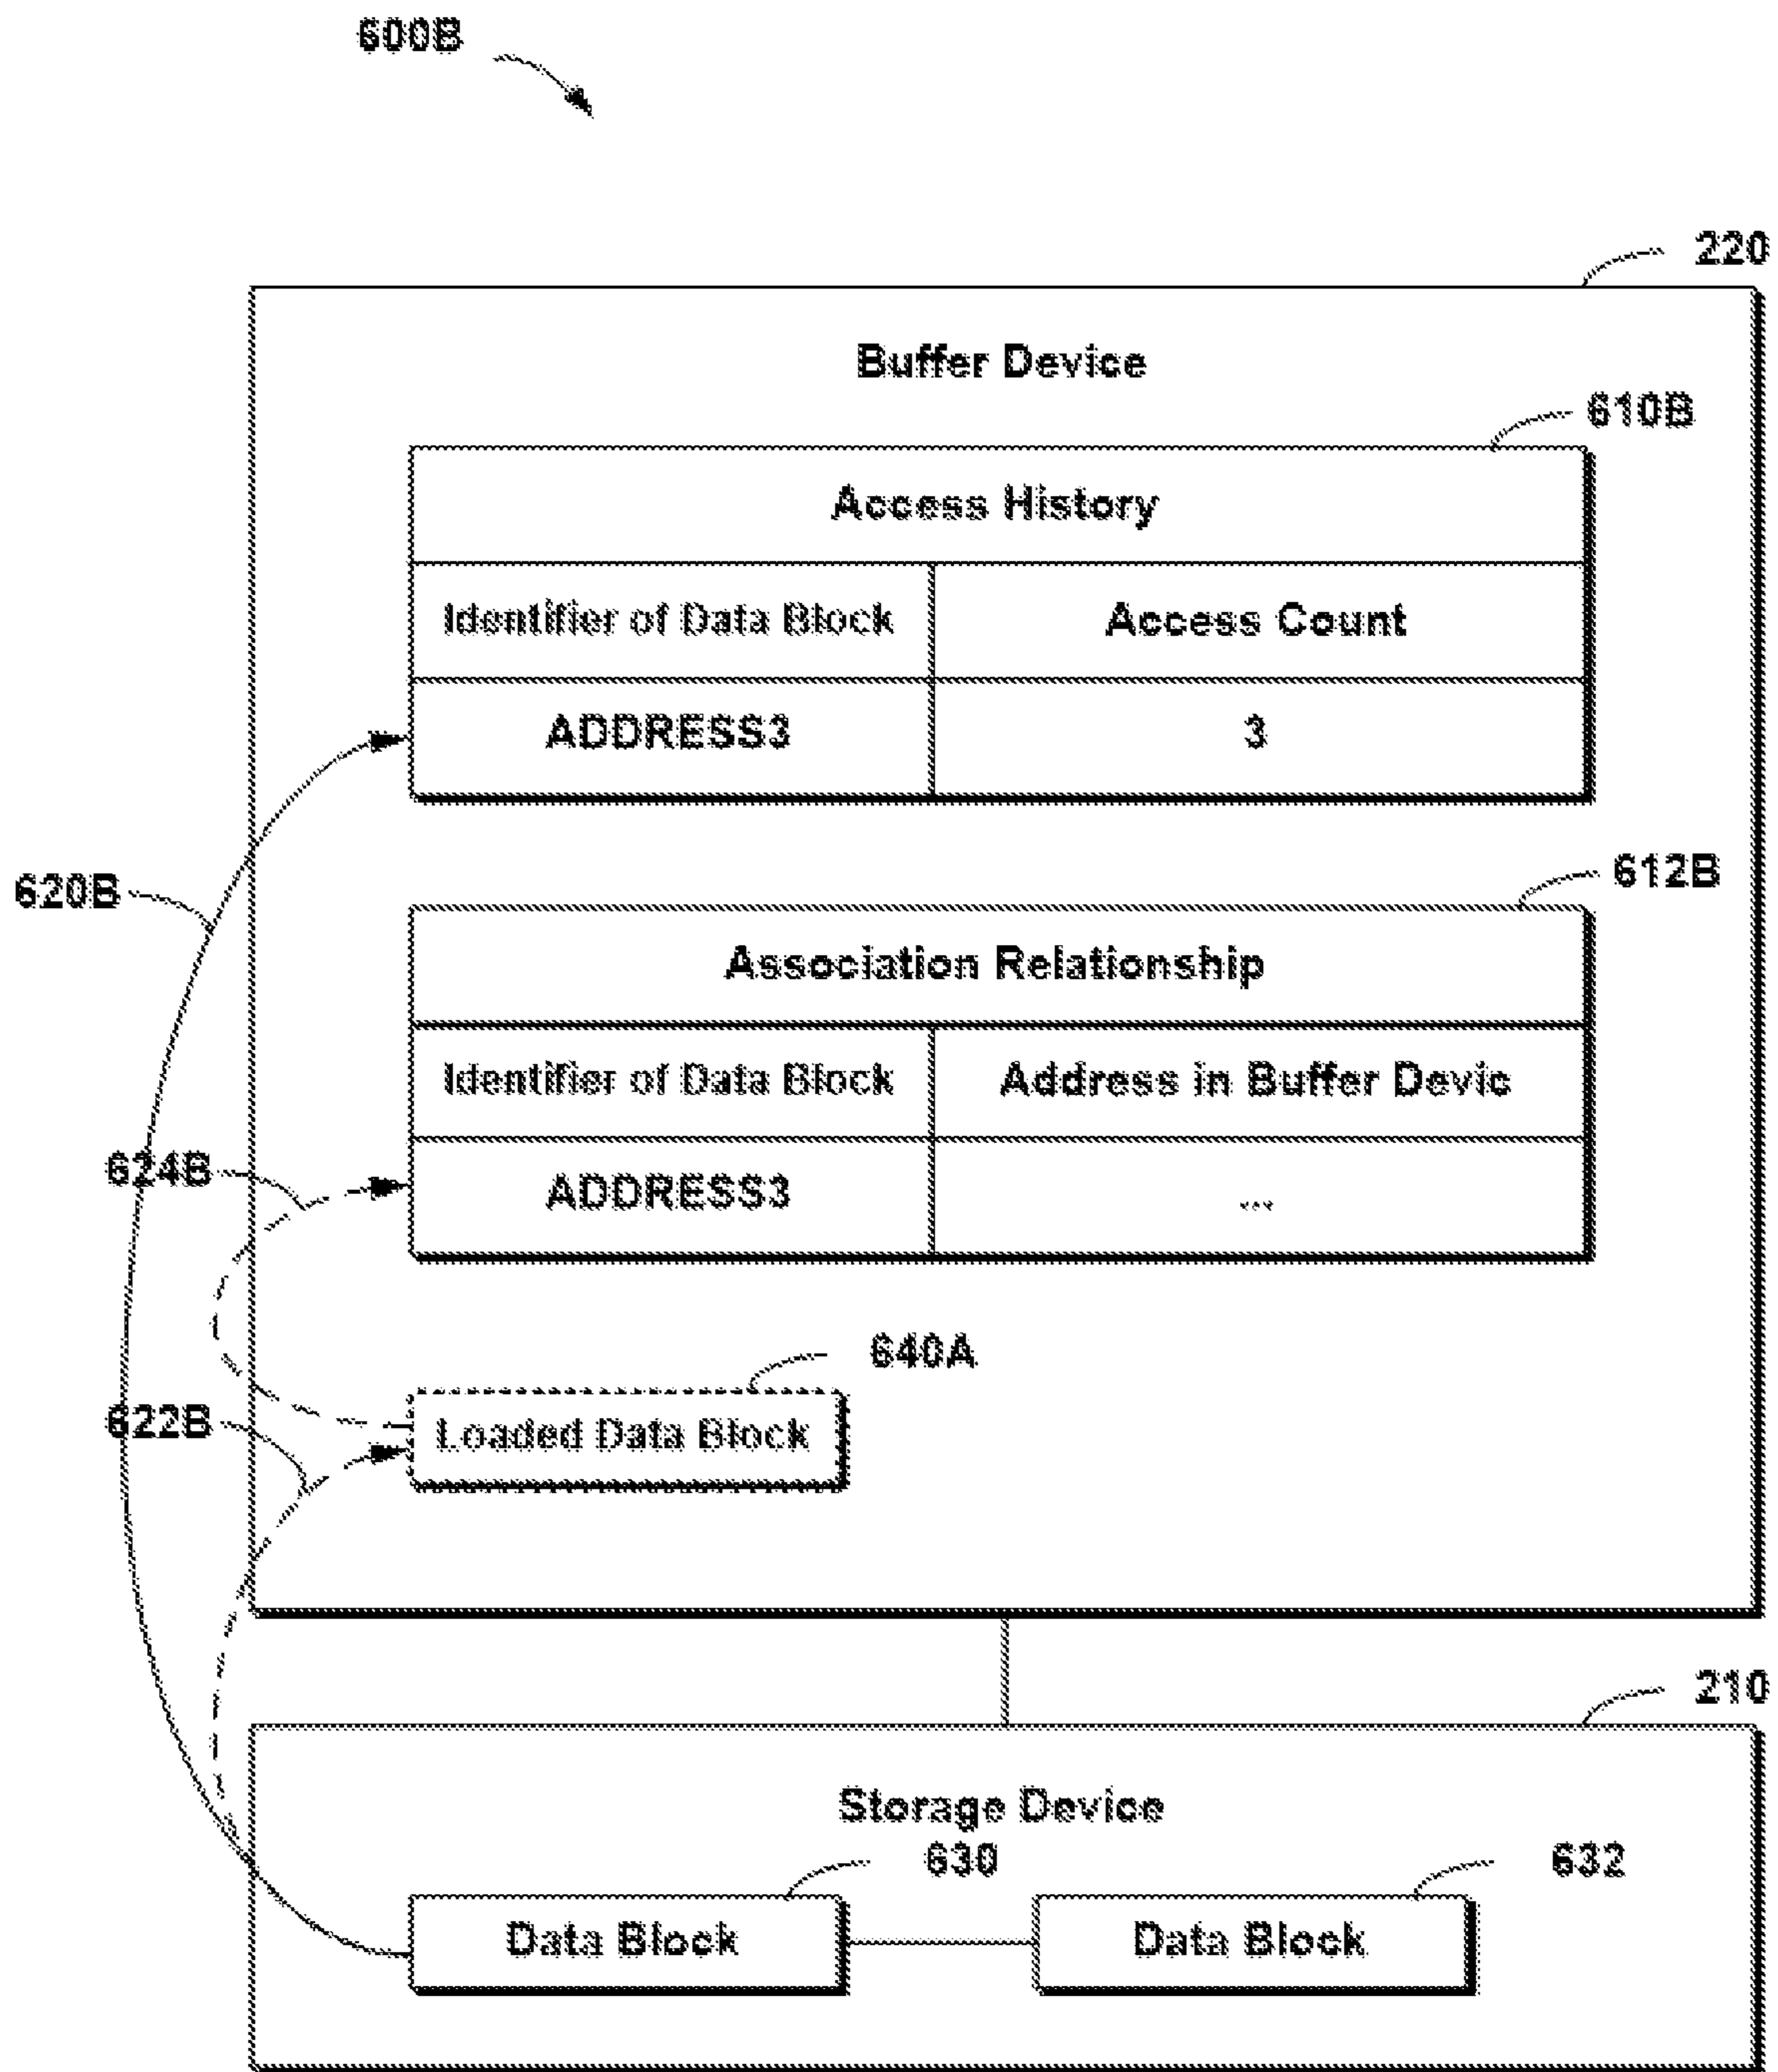 600B
220
Buffer Device
610B
Access History
Identifier of Data Block Access Count
ADDRESS3 3
620B
612B
Association Relationship
Identifier of Data Block Address in Buffer Devic
624B
ADDRESS3 ...
640A
622B
Loaded Data Block
210
Storage Device
630 632
Data Block Data Block